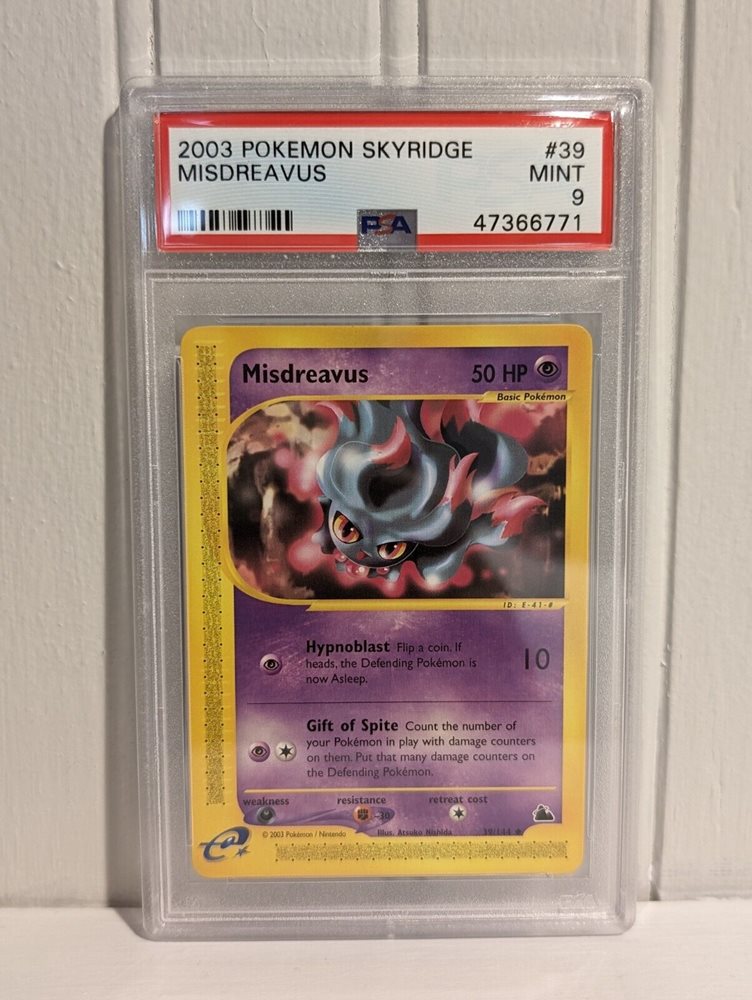 2003 POKEMON SKYRIDGE #39
MISDREAVUS MINT
9
PSA 47366771
Misdreavus 50 HP
Basic Pokémon
ID: E-41-#
Hypnoblast Flip a coin. If
heads, the Defending Pokémon is
now Asleep.
10
Gift of Spite Count the number of
your Pokémon in play with damage counters
on them. Put that many damage counters on
the Defending Pokémon.
weakness resistance retreat cost
-30
© 2003 Pokémon / Nintendo Illus. Atsuko Nishida 39/144
e